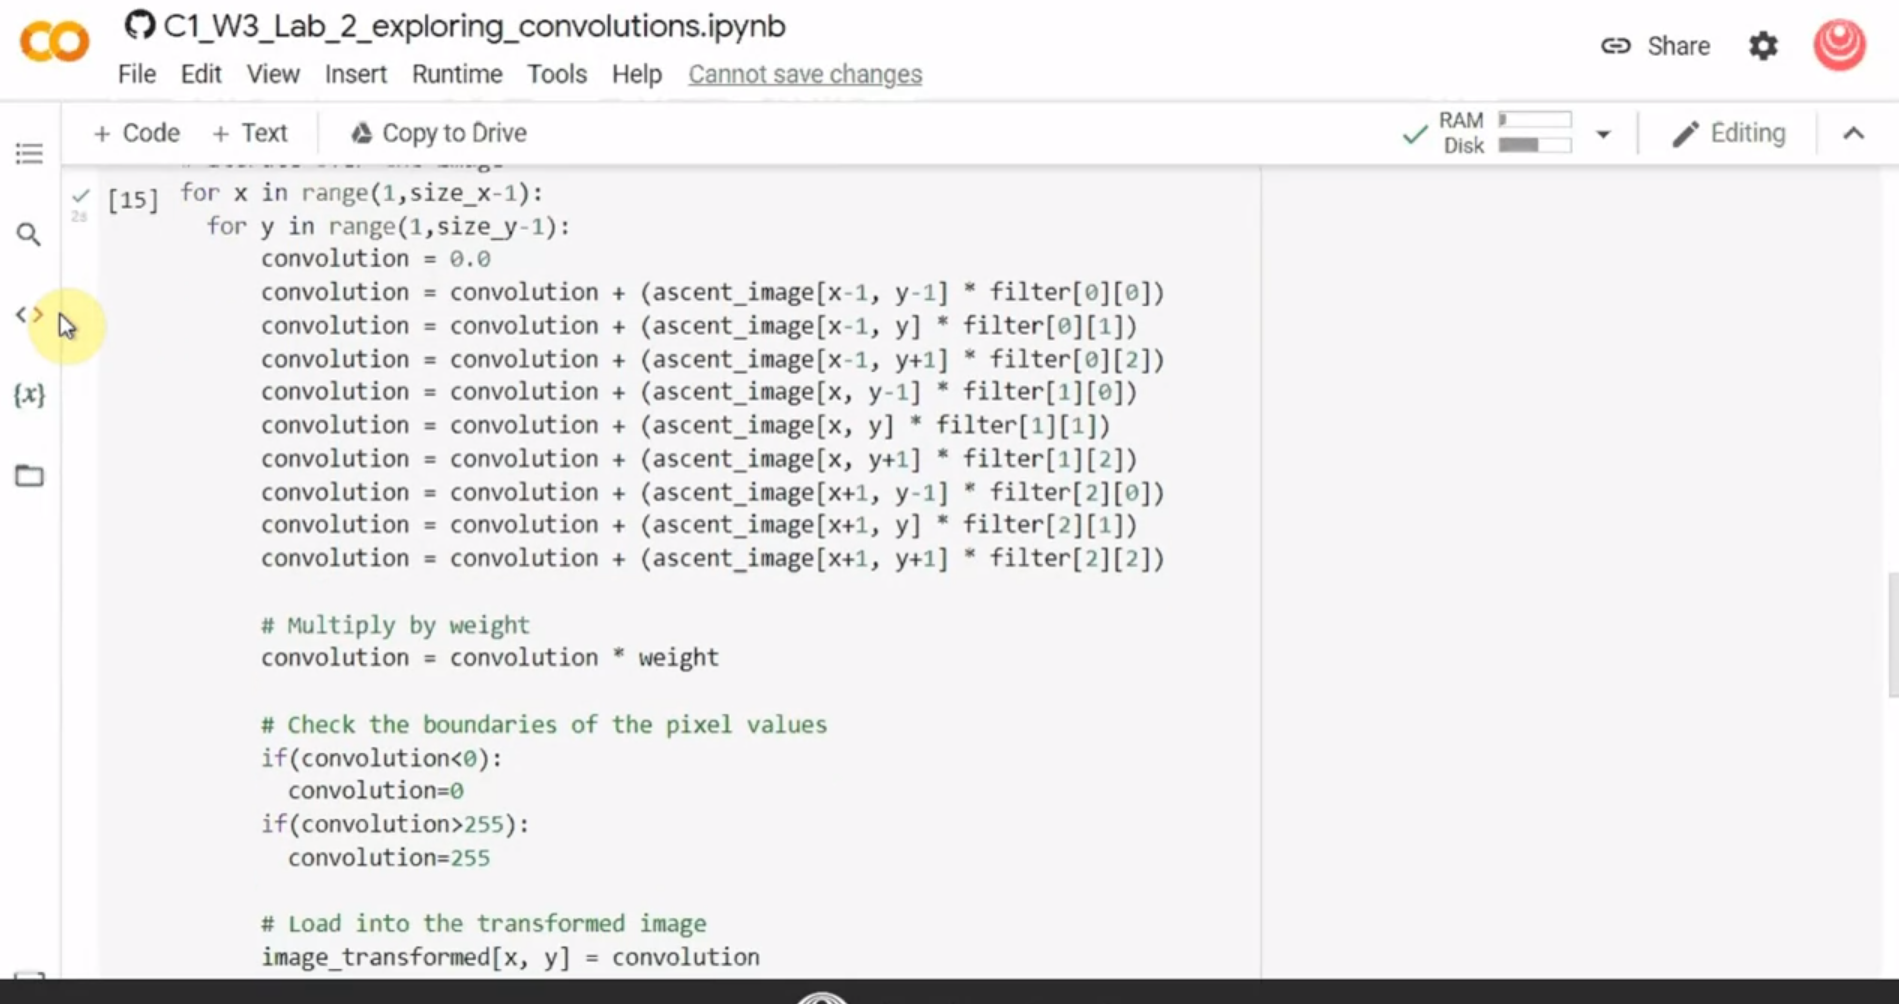 C1_W3_Lab_2_exploring_convolutions.ipynb
File Edit View Insert Runtime Tools Help Cannot save changes
Share
+ Code + Text Copy to Drive
RAM
Disk
Editing
# iterate over the image
[15] for x in range(1,size_x-1):
2s
for y in range(1,size_y-1):
convolution = 0.0
convolution = convolution + (ascent_image[x-1, y-1] * filter[0][0])
convolution = convolution + (ascent_image[x-1, y] * filter[0][1])
convolution = convolution + (ascent_image[x-1, y+1] * filter[0][2])
convolution = convolution + (ascent_image[x, y-1] * filter[1][0])
convolution = convolution + (ascent_image[x, y] * filter[1][1])
convolution = convolution + (ascent_image[x, y+1] * filter[1][2])
convolution = convolution + (ascent_image[x+1, y-1] * filter[2][0])
convolution = convolution + (ascent_image[x+1, y] * filter[2][1])
convolution = convolution + (ascent_image[x+1, y+1] * filter[2][2])
# Multiply by weight
convolution = convolution * weight
# Check the boundaries of the pixel values
if(convolution<0):
convolution=0
if(convolution>255):
convolution=255
# Load into the transformed image
image_transformed[x, y] = convolution
{x}